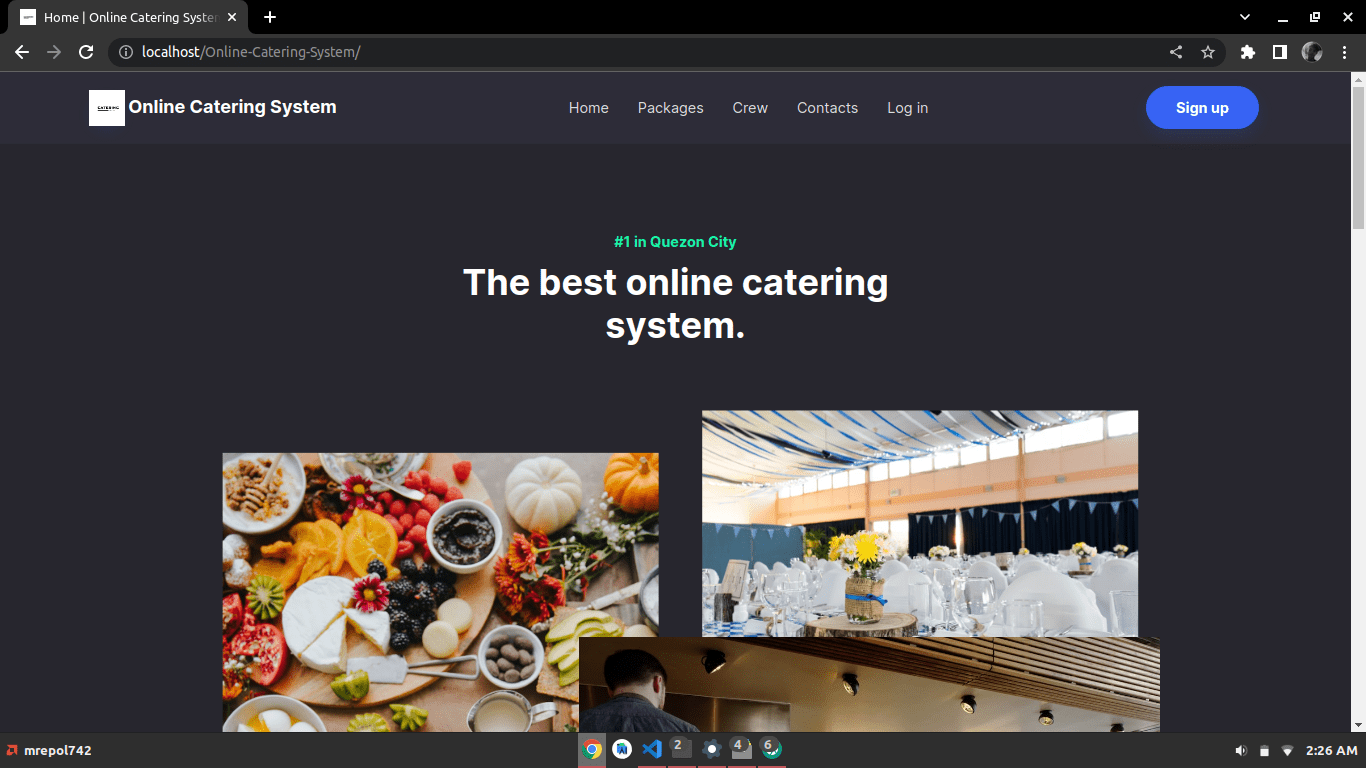 Home | Online Catering System
localhost/Online-Catering-System/
CATERING
Online Catering System
Home
Packages
Crew
Contacts
Log in
Sign up
#1 in Quezon City
The best online catering
system.
mrepol742
2
4
6
2:26 AM